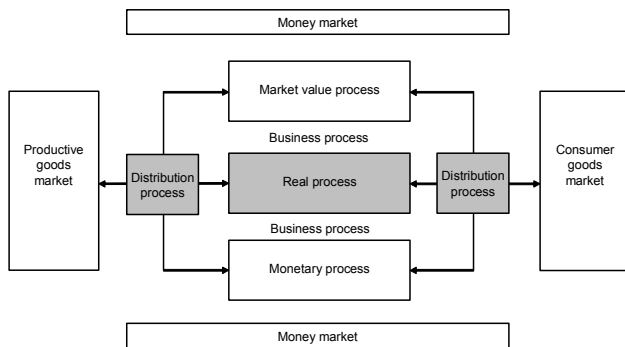 Money market
Market value process
Business process
Productive
goods
market
Distribution
process
Real process
Distribution
process
Consumer
goods
market
Business process
Monetary process
Money market